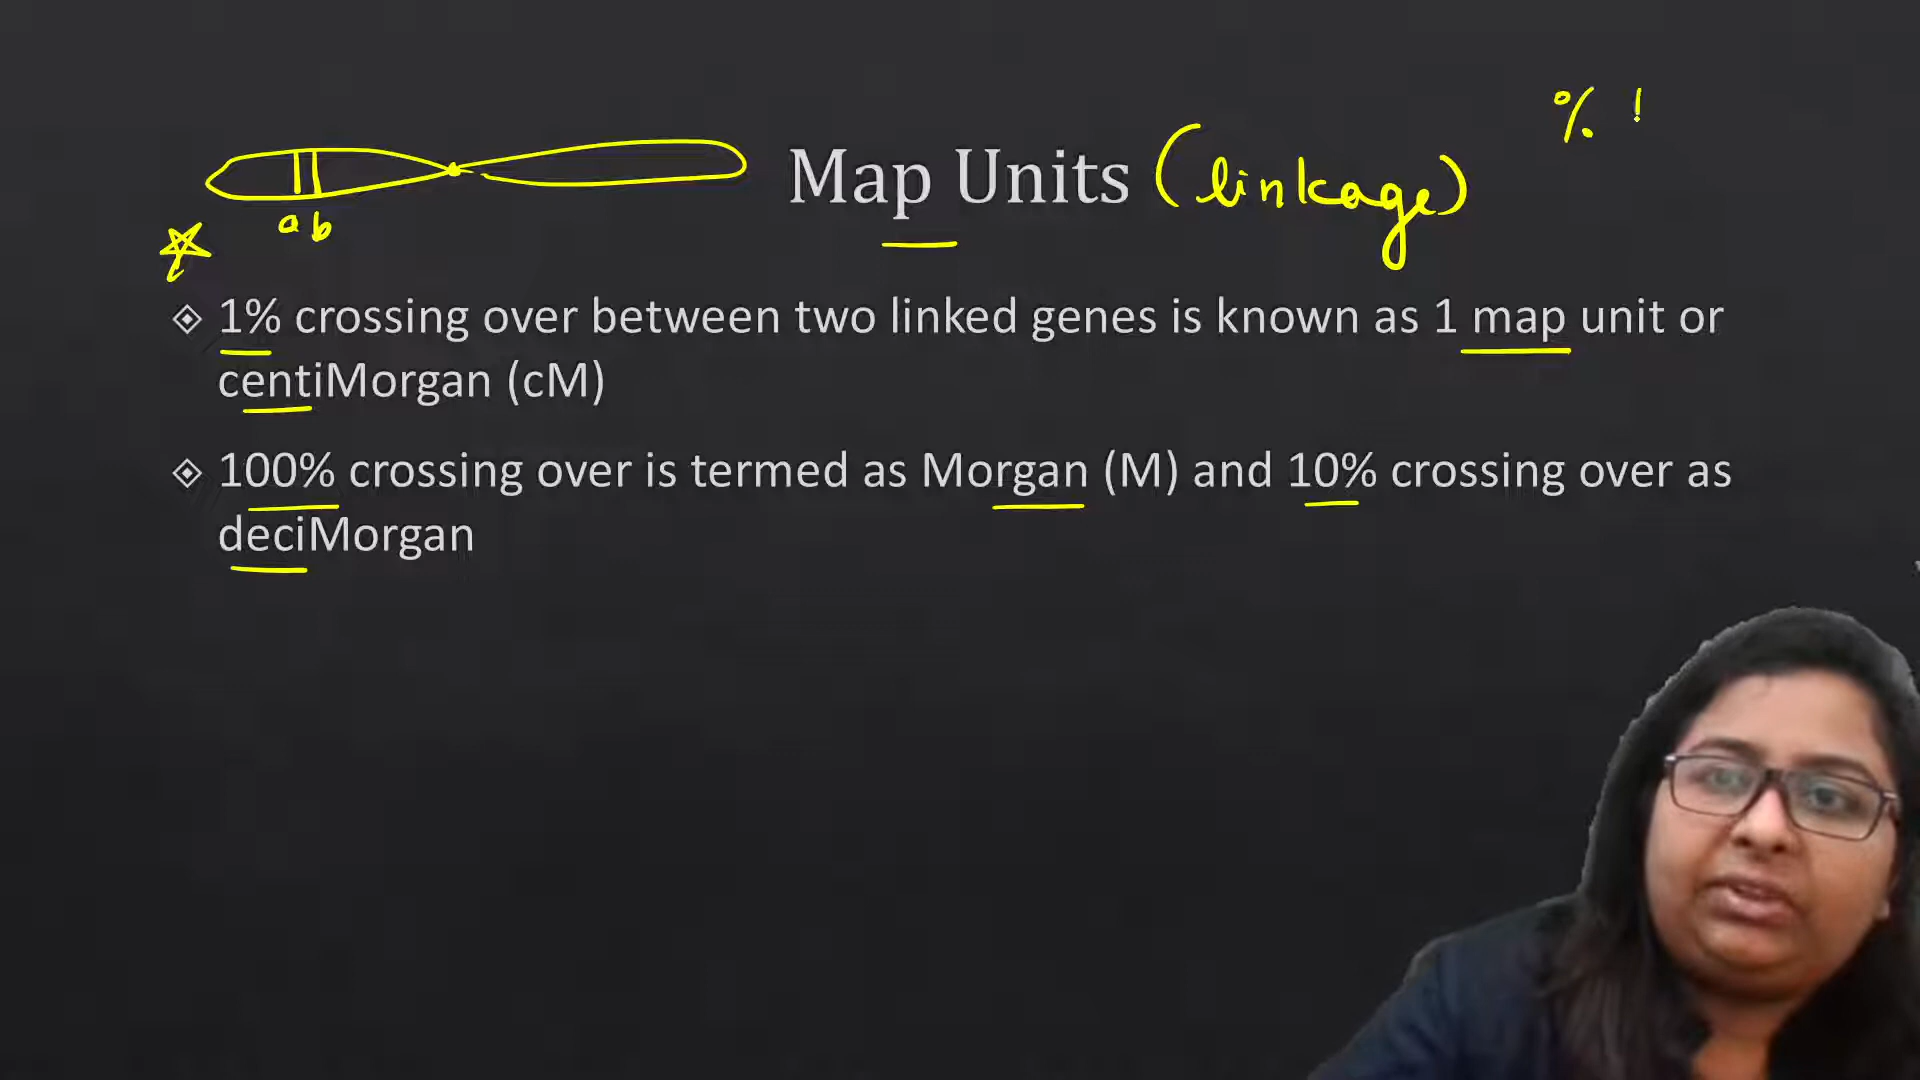 % !
Map Units (linkage)
a b
1% crossing over between two linked genes is known as 1 map unit or
centiMorgan (cM)
100% crossing over is termed as Morgan (M) and 10% crossing over as
deciMorgan